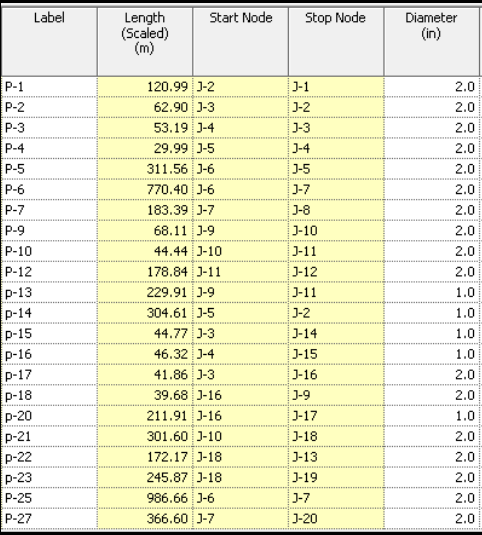 Label Length (Scaled) (m) Start Node Stop Node Diameter (in)
P-1 120.99 J-2 J-1 2.0
P-2 62.90 J-3 J-2 2.0
P-3 53.19 J-4 J-3 2.0
P-4 29.99 J-5 J-4 2.0
P-5 311.56 J-6 J-5 2.0
P-6 770.40 J-6 J-7 2.0
P-7 183.39 J-7 J-8 2.0
P-9 68.11 J-9 J-10 2.0
P-10 44.44 J-10 J-11 2.0
P-12 178.84 J-11 J-12 2.0
p-13 229.91 J-9 J-11 1.0
p-14 304.61 J-5 J-2 1.0
p-15 44.77 J-3 J-14 1.0
p-16 46.32 J-4 J-15 1.0
p-17 41.86 J-3 J-16 2.0
p-18 39.68 J-16 J-9 2.0
p-20 211.91 J-16 J-17 1.0
p-21 301.60 J-10 J-18 2.0
p-22 172.17 J-18 J-13 2.0
p-23 245.87 J-18 J-19 2.0
P-25 986.66 J-6 J-7 2.0
P-27 366.60 J-7 J-20 2.0